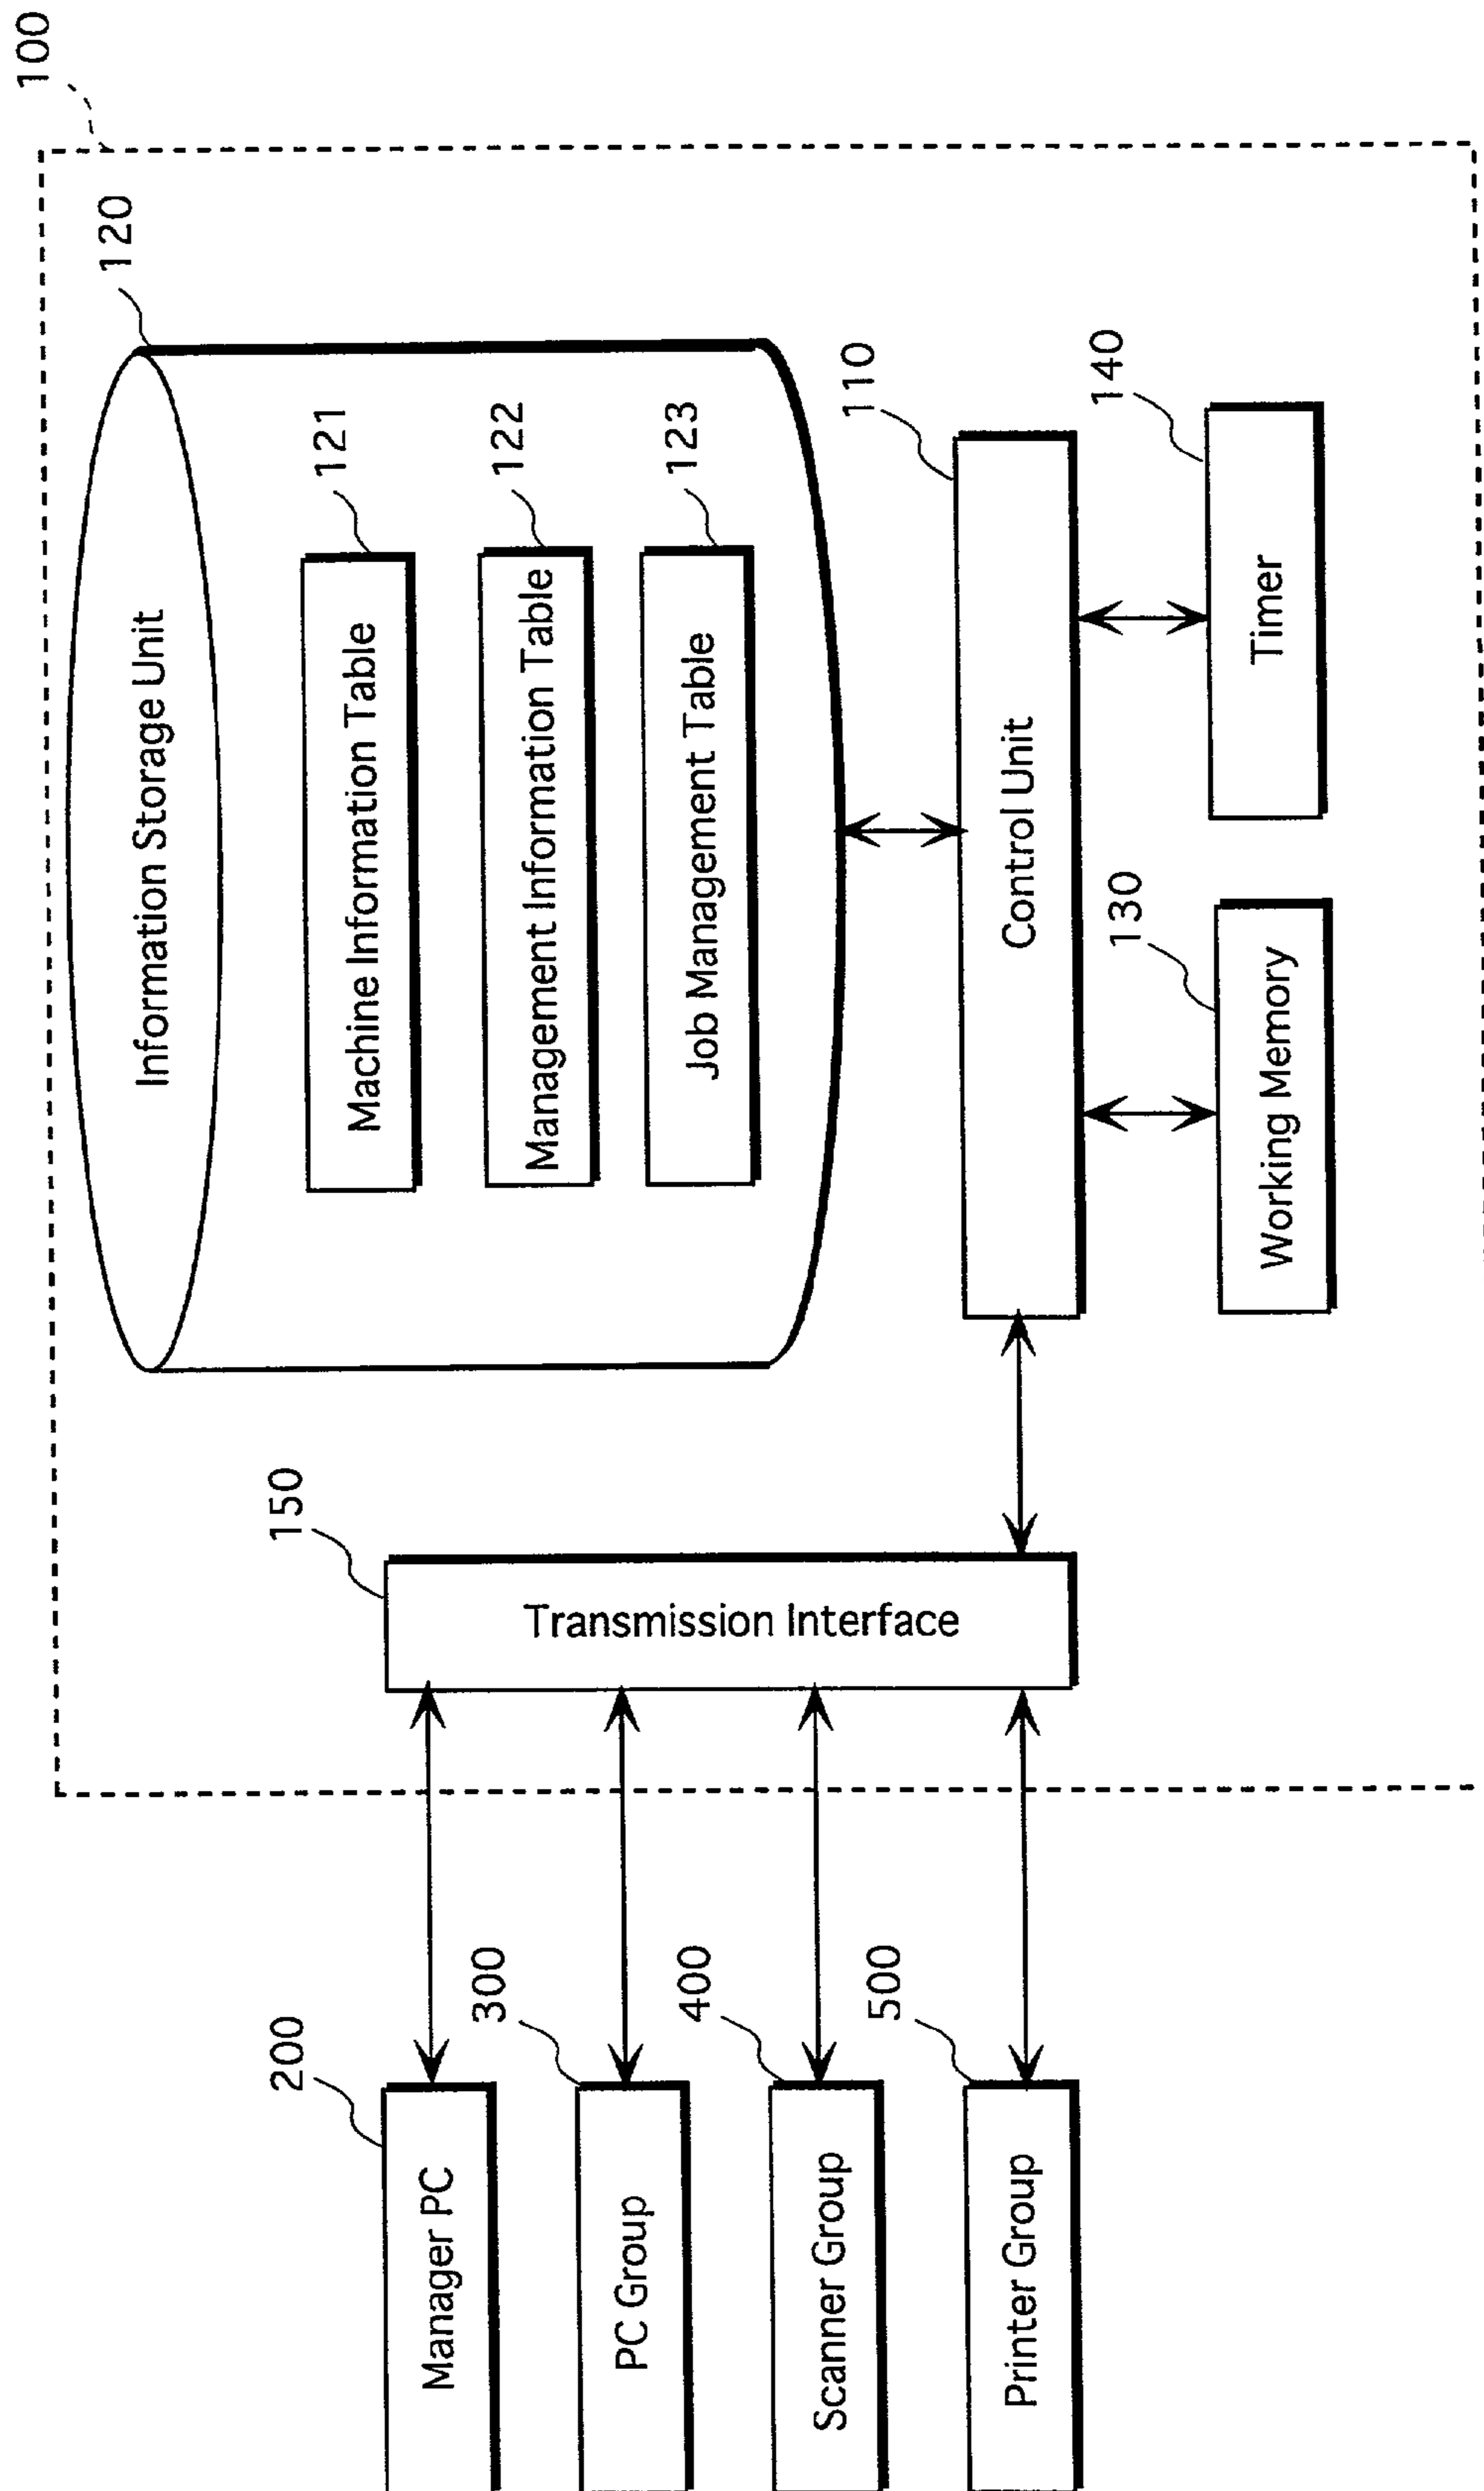 100
120
Information Storage Unit
121
Machine Information Table
122
Management Information Table
123
Job Management Table
110
Control Unit
140
Timer
130
Working Memory
150
Transmission Interface
200
Manager PC
300
PC Group
400
Scanner Group
500
Printer Group